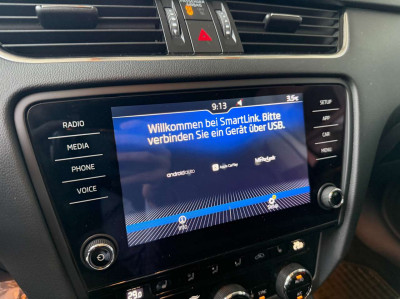 9:13
3.5°C
Willkommen bei SmartLink. Bitte
verbinden Sie ein Gerät über USB.
androidauto
Apple CarPlay
MirrorLink
RADIO
MEDIA
PHONE
VOICE
SETUP
APP
CAR
MENU